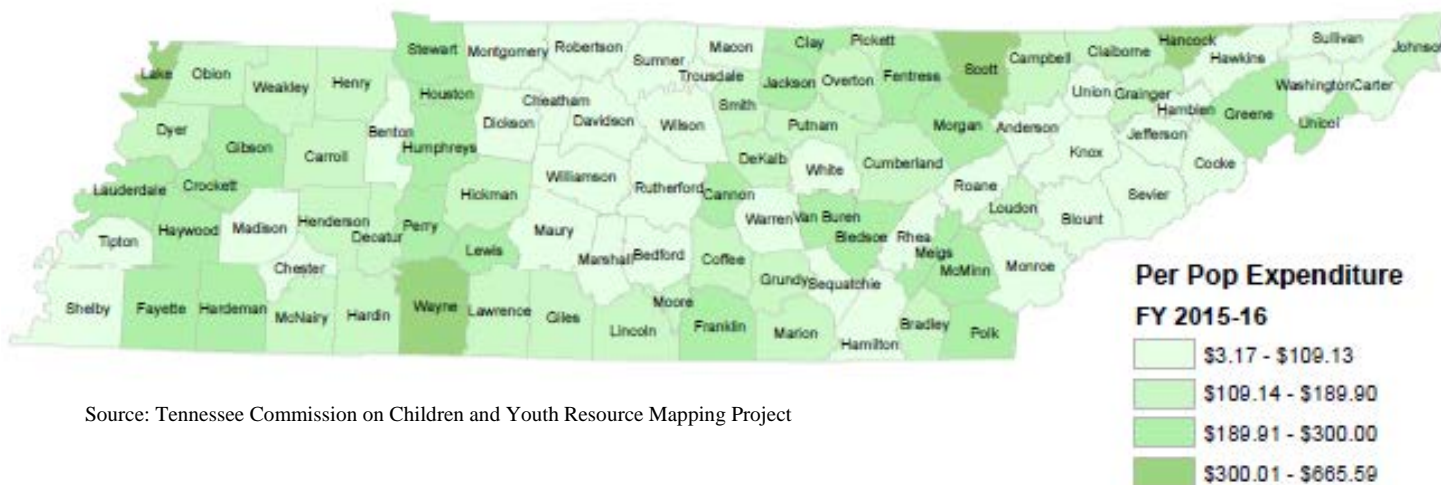 Stewart Montgomery Robertson Sumner Macon Clay Pickett Scott Campbell Claiborne Hancock Hawkins Sullivan Johnson
Lake Obion Weakley Henry Houston Cheatham Trousdale Jackson Overton Fentress Union Grainger Hamblen Washington Carter
Dyer Gibson Carroll Benton Humphreys Dickson Davidson Wilson Smith Putnam Morgan Anderson Jefferson Greene Unicoi
Lauderdale Crockett Hickman Williamson Rutherford Cannon DeKalb White Cumberland Roane Knox Sevier Cocke
Tipton Haywood Madison Henderson Decatur Perry Lewis Maury Warren Van Buren Bledsoe Rhea Loudon Blount
Chester Marshall Bedford Coffee Grundy Sequatchie Meigs McMinn Monroe
Shelby Fayette Hardeman McNairy Hardin Wayne Lawrence Giles Lincoln Moore Franklin Marion Hamilton Bradley Polk
Per Pop Expenditure
FY 2015-16
$3.17 - $109.13
$109.14 - $189.90
$189.91 - $300.00
$300.01 - $665.59
Source: Tennessee Commission on Children and Youth Resource Mapping Project